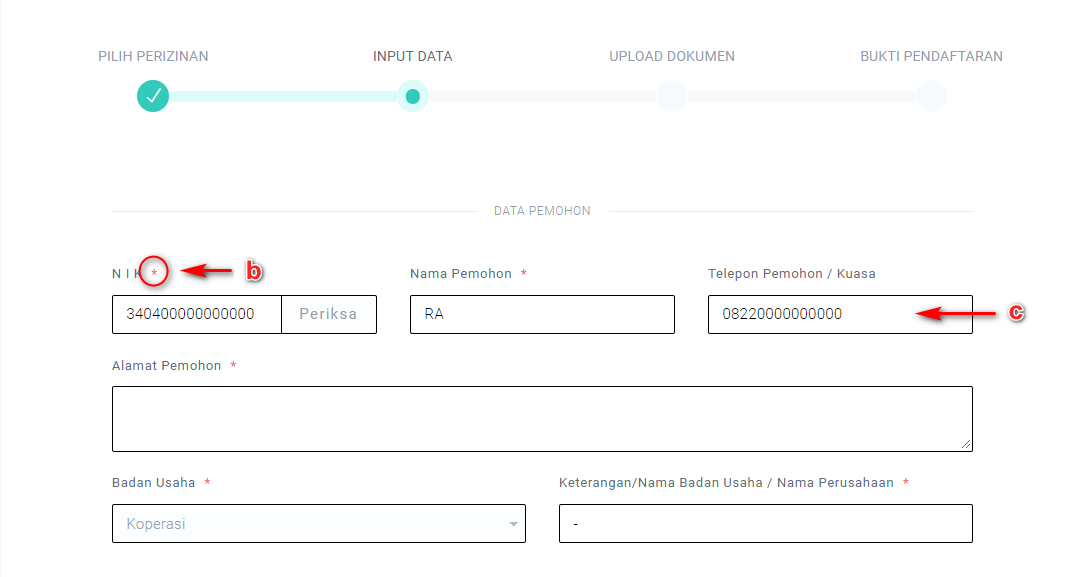 PILIH PERIZINAN INPUT DATA UPLOAD DOKUMEN BUKTI PENDAFTARAN
DATA PEMOHON
N I K * b Nama Pemohon * Telepon Pemohon / Kuasa
340400000000000 Periksa RA 08220000000000 c
Alamat Pemohon *
Badan Usaha * Keterangan/Nama Badan Usaha / Nama Perusahaan *
Koperasi -